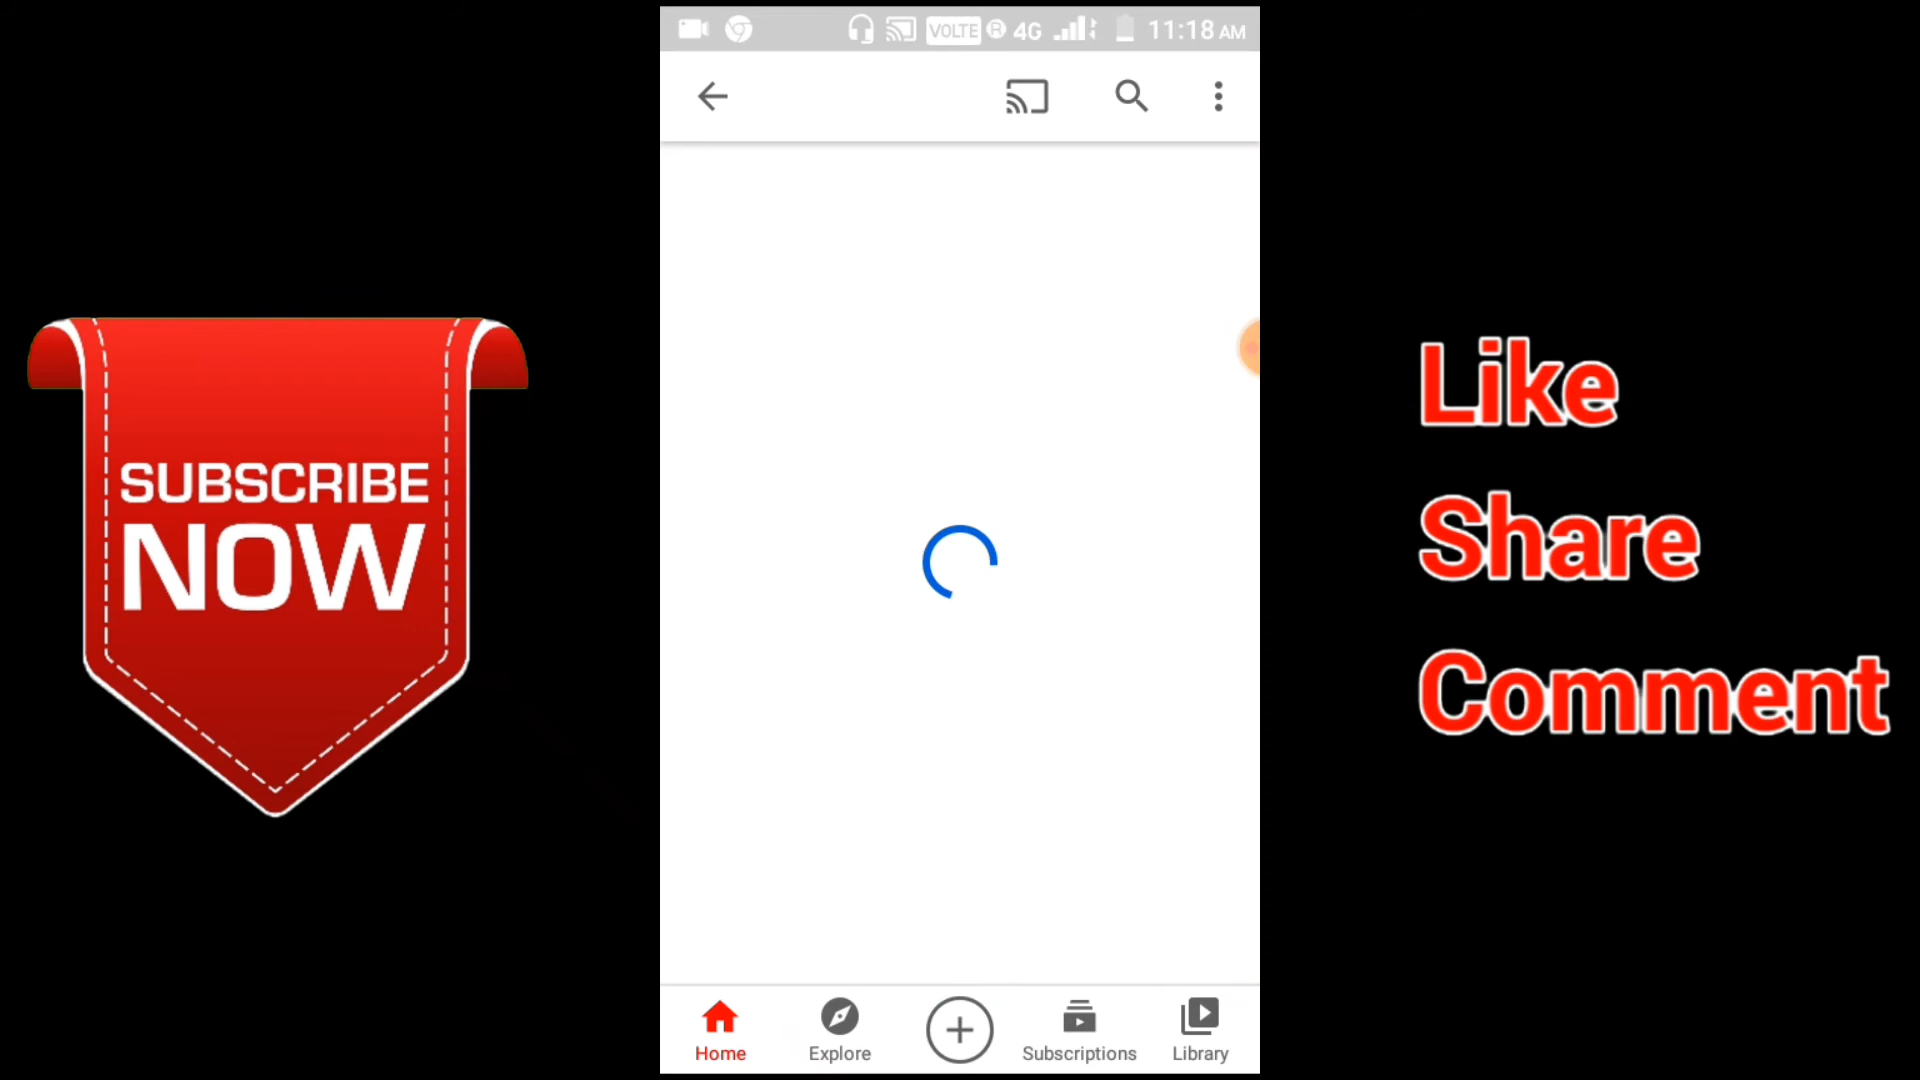 VOLTE R 4G 11:18 AM
SUBSCRIBE
NOW
Like
Share
Comment
Home Explore Subscriptions Library